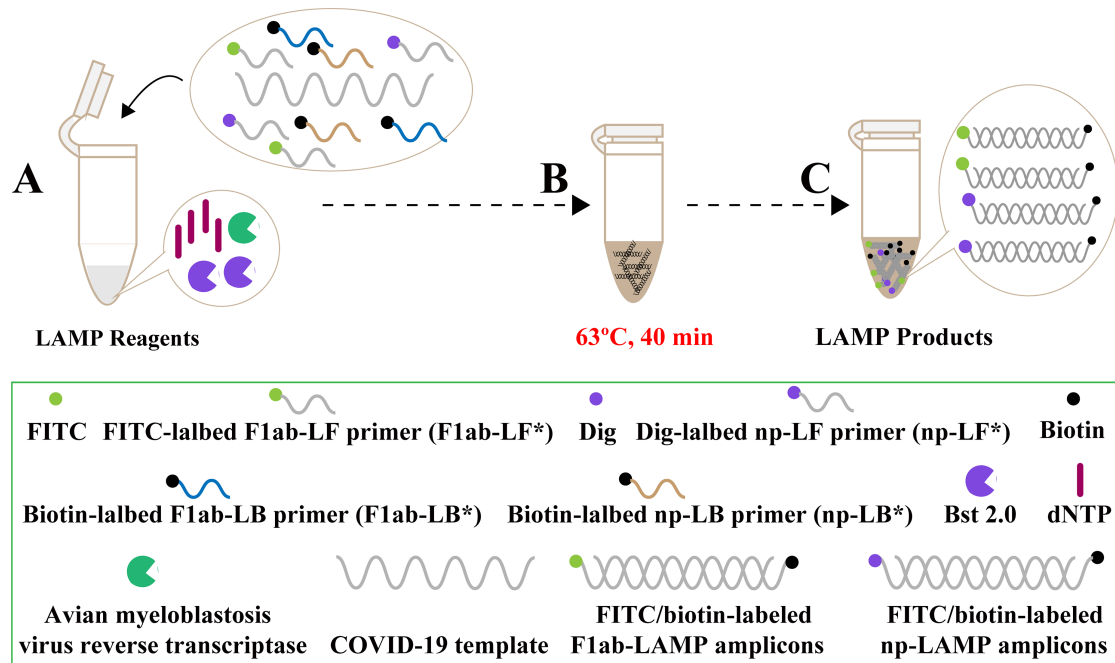 A
B
C
LAMP Reagents
63ºC, 40 min
LAMP Products
FITC
FITC-lalbed F1ab-LF primer (F1ab-LF*)
Dig
Dig-lalbed np-LF primer (np-LF*)
Biotin
Biotin-lalbed F1ab-LB primer (F1ab-LB*)
Biotin-lalbed np-LB primer (np-LB*)
Bst 2.0
dNTP
Avian myeloblastosis
virus reverse transcriptase
COVID-19 template
FITC/biotin-labeled
F1ab-LAMP amplicons
FITC/biotin-labeled
np-LAMP amplicons